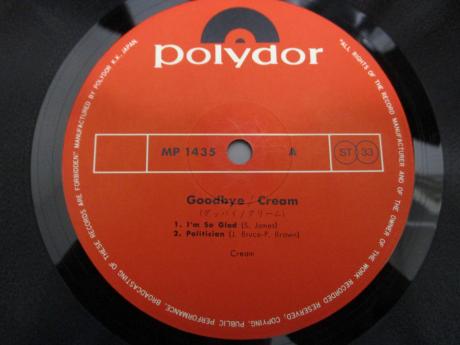 polydor
MP 1435 A ST 33
Goodbye / Cream
(グッバイ/クリーム)
1. I'm So Glad (S. James)
2. Politician (J. Bruce-P. Brown)
Cream
"ALL RIGHTS OF THE RECORD MANUFACTURER AND OF THE OWNER OF THE WORK RECORDED RESERVED, COPYING, PUBLIC PERFORMANCE, BROADCASTING OF THESE RECORDS ARE FORBIDDEN" MANUFACTURED BY POLYDOR K.K., JAPAN